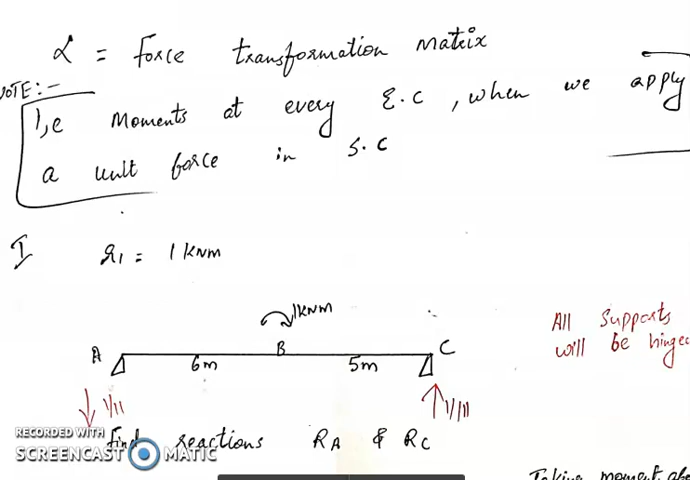 α = Force transformation matrix
NOTE:-
I,e moments at every E.C , when we apply
a unit force in S.C
I r1 = 1 KNm
1KNm
A B C
6m 5m
All supports
will be hinged
1/11 1/11
RECORDED WITH
SCREENCAST MATIC
Find reactions RA & RC
Taking moment